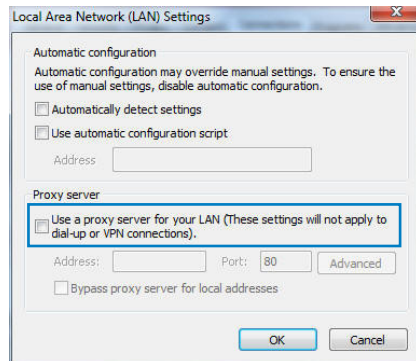 Local Area Network (LAN) Settings
Automatic configuration
Automatic configuration may override manual settings. To ensure the
use of manual settings, disable automatic configuration.
Automatically detect settings
Use automatic configuration script
Address
Proxy server
Use a proxy server for your LAN (These settings will not apply to
dial-up or VPN connections).
Address:
Port: 80
Advanced
Bypass proxy server for local addresses
OK
Cancel